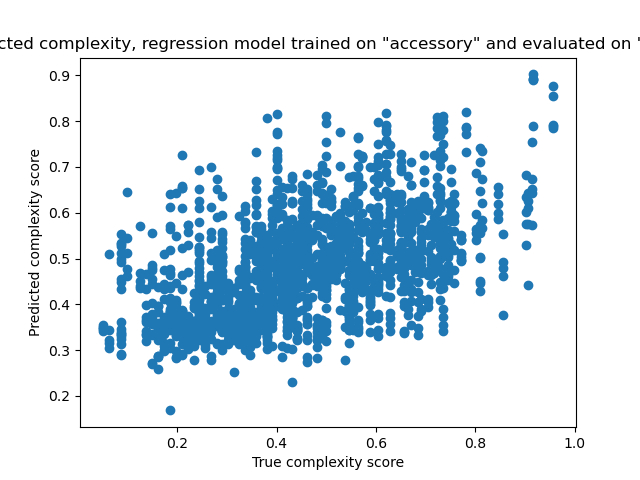 complexity, regression model trained on "accessory" and evaluated on "
0.9
0.8
0.7
0.6
0.5
0.4
0.3
0.2
Predicted complexity score
0.2 0.4 0.6 0.8 1.0
True complexity score